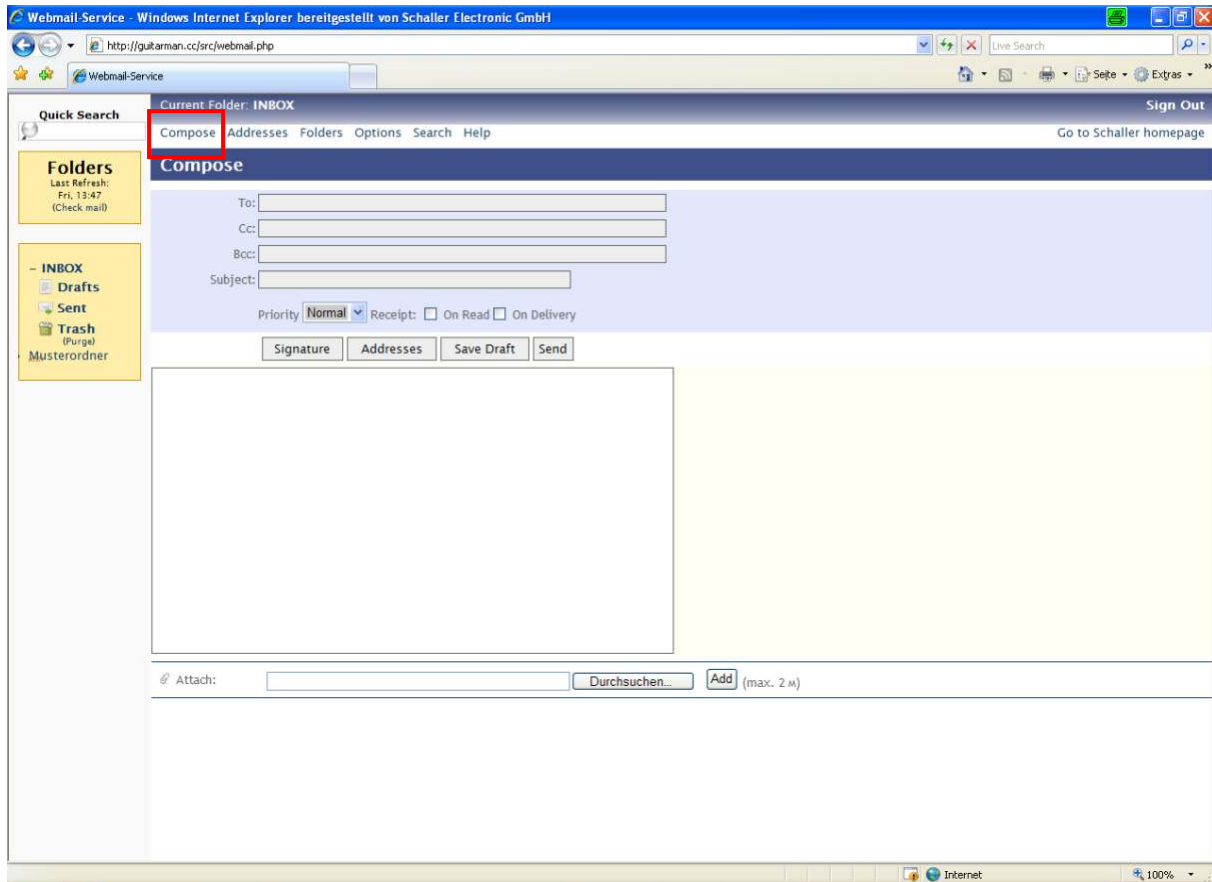 Webmail-Service - Windows Internet Explorer bereitgestellt von Schaller Electronic GmbH
http://guitarman.cc/src/webmail.php
Live Search
Webmail-Service
Seite
Extras
Quick Search
Current Folder: INBOX
Sign Out
Compose Addresses Folders Options Search Help
Go to Schaller homepage
Folders
Last Refresh:
Fri, 13:47
(Check mail)
Compose
To:
Cc:
Bcc:
Subject:
Priority Normal Receipt: On Read On Delivery
– INBOX
Drafts
Sent
Trash
(Purge)
Musterordner
Signature Addresses Save Draft Send
Attach: Durchsuchen... Add (max. 2 M)
Internet 100%